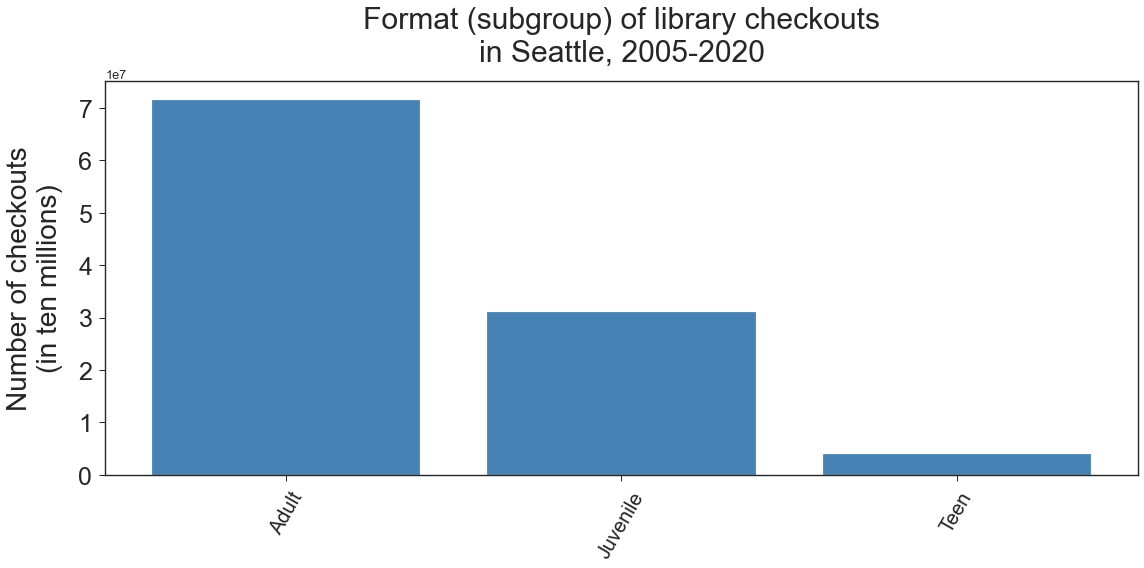 Format (subgroup) of library checkouts
in Seattle, 2005-2020
1e7
Number of checkouts
(in ten millions)
7
6
5
4
3
2
1
0
Adult
Juvenile
Teen